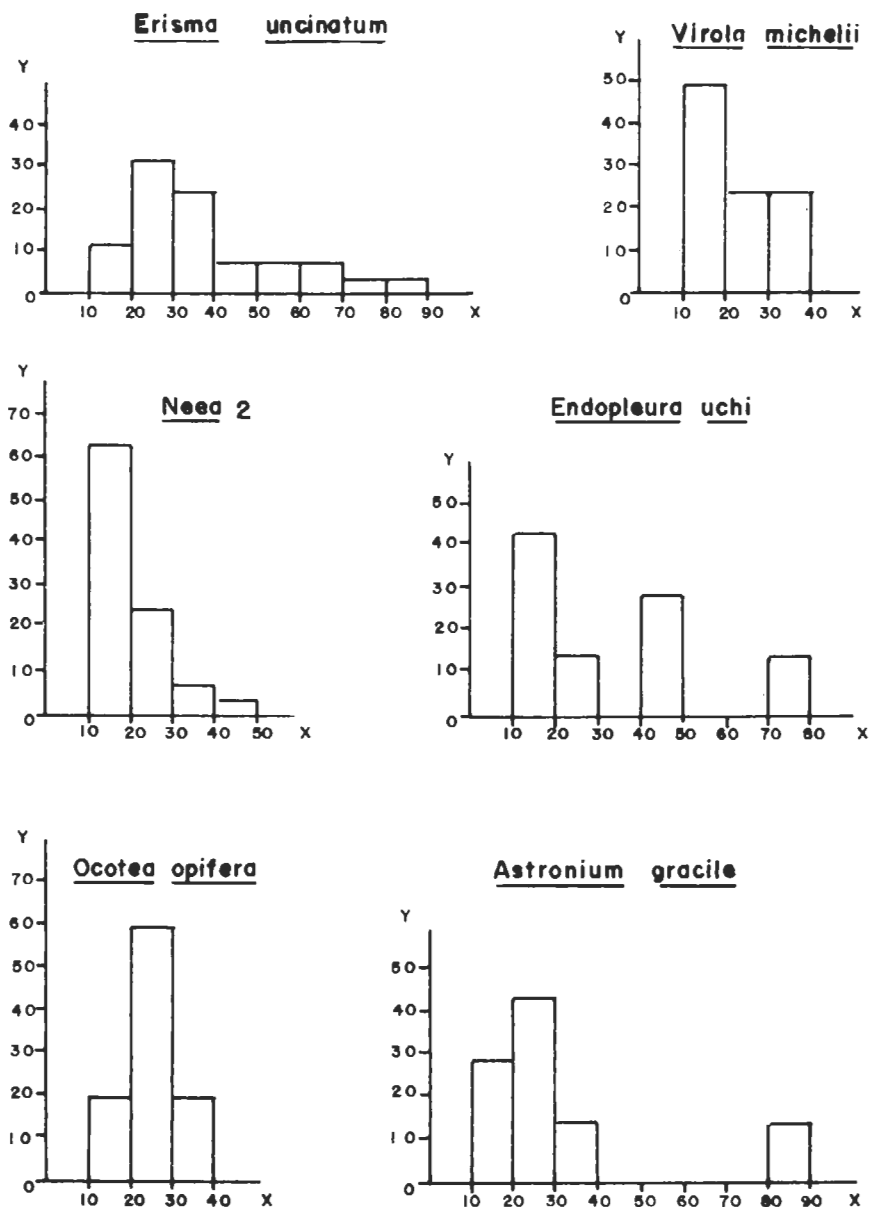 Erisma uncinatum
Y
40
30
20
10
0
10 20 30 40 50 60 70 80 90 X
Virola michelii
Y
50
40
30
20
10
0
10 20 30 40 X
Neea 2
Y
70
60
50
40
30
20
10
0
10 20 30 40 50 X
Endopleura uchi
Y
40
30
20
10
0
10 20 30 40 50 60 70 80 X
Ocotea opifera
Y
70
60
50
40
30
20
10
0
10 20 30 40 X
Astronium gracile
Y
50
40
30
20
10
0
10 20 30 40 50 60 70 80 90 X